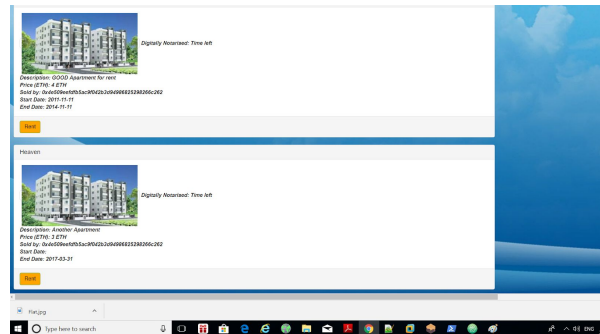 Digitally Notarised: Time left
Description: GOOD Apartment for rent
Price (ETH): 4 ETH
Sold by: 0x4e509eefdfb5ac9f042b3d94986825298266c262
Start Date: 2011-11-11
End Date: 2014-11-11
Rent
Heaven
Digitally Notarised: Time left
Description: Another Apartment
Price (ETH): 3 ETH
Sold by: 0x4e509eefdfb5ac9f042b3d94986825298266c262
Start Date:
End Date: 2017-03-31
Rent
Flat.jpg
Type here to search
ENG